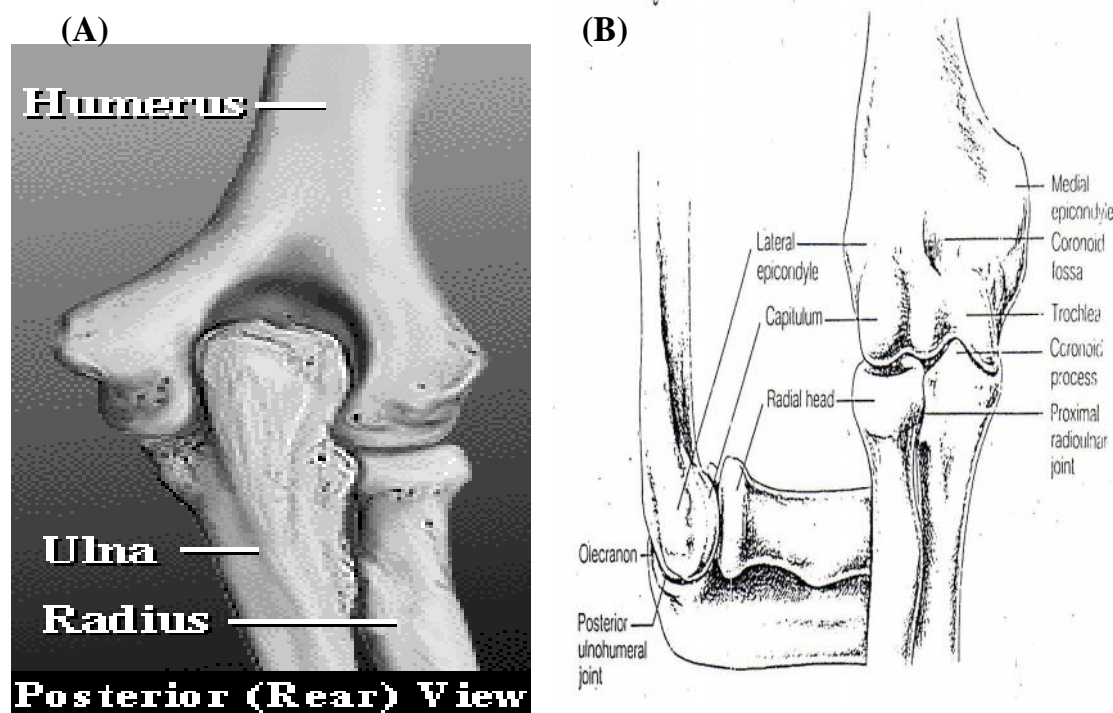 (A)
Humerus
Ulna
Radius
Posterior (Rear) View
(B)
Lateral
epicondyle
Capitulum
Radial head
Olecranon
Posterior
ulnohumeral
joint
Medial
epicondyle
Coronoid
fossa
Trochlea
Coronoid
process
Proximal
radioulnar
joint